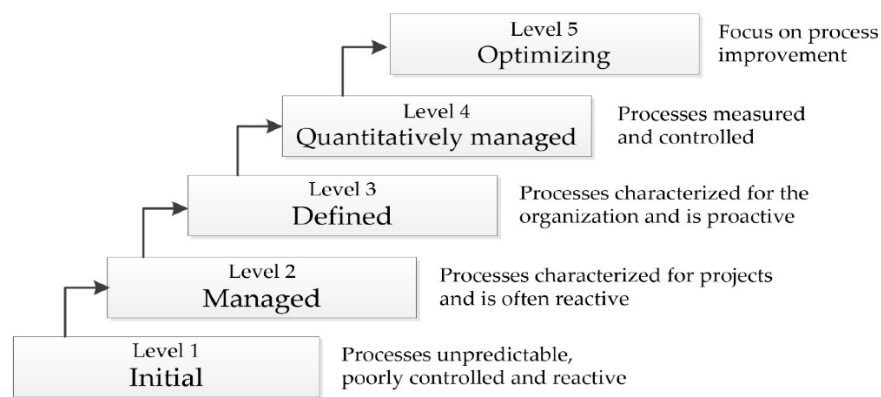 Level 5
Optimizing
Focus on process
improvement
Level 4
Quantitatively managed
Processes measured
and controlled
Level 3
Defined
Processes characterized for the
organization and is proactive
Level 2
Managed
Processes characterized for projects
and is often reactive
Level 1
Initial
Processes unpredictable,
poorly controlled and reactive